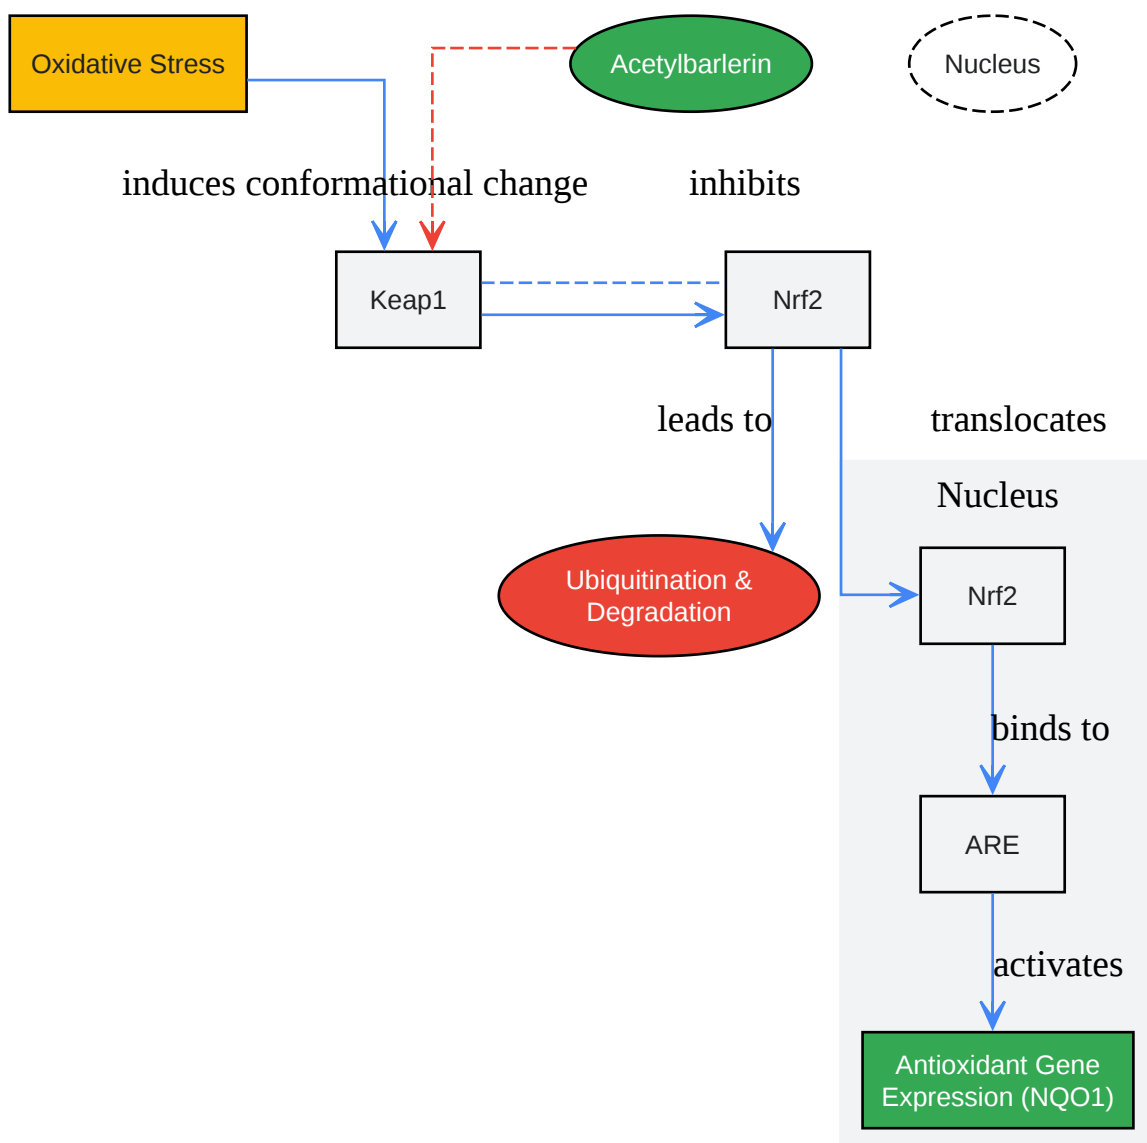 Oxidative Stress
Acetylbarlerin
Nucleus
induces conformational change
inhibits
Keap1
Nrf2
leads to
translocates
Nucleus
Ubiquitination &
Degradation
Nrf2
binds to
ARE
activates
Antioxidant Gene
Expression (NQO1)